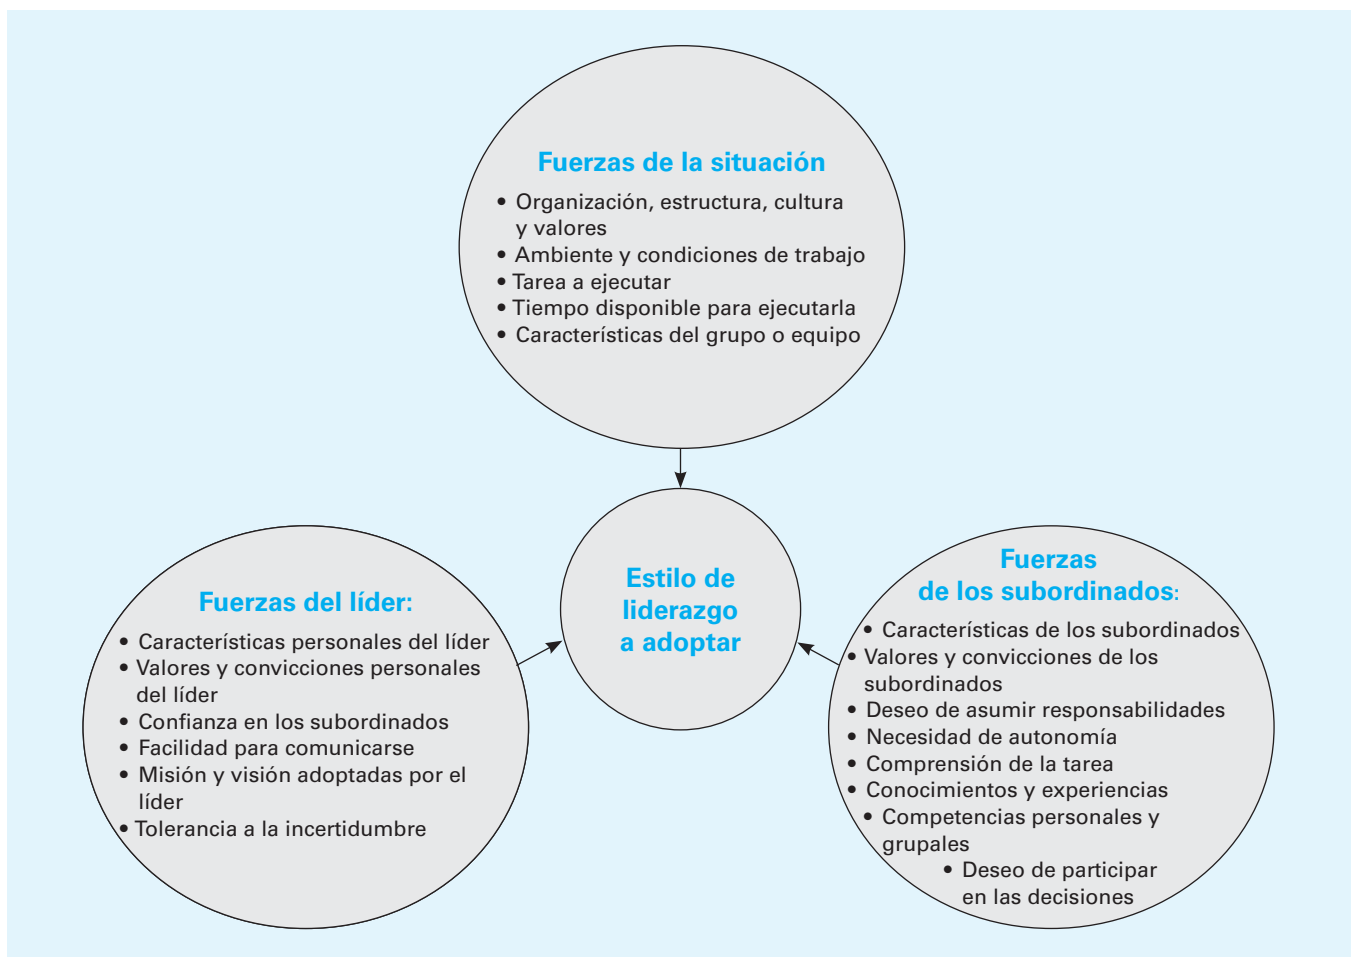 Fuerzas de la situación
• Organización, estructura, cultura
y valores
• Ambiente y condiciones de trabajo
• Tarea a ejecutar
• Tiempo disponible para ejecutarla
• Características del grupo o equipo
Estilo de
liderazgo
a adoptar
Fuerzas del líder:
• Características personales del líder
• Valores y convicciones personales
del líder
• Confianza en los subordinados
• Facilidad para comunicarse
• Misión y visión adoptadas por el
líder
• Tolerancia a la incertidumbre
Fuerzas
de los subordinados:
• Características de los subordinados
• Valores y convicciones de los
subordinados
• Deseo de asumir responsabilidades
• Necesidad de autonomía
• Comprensión de la tarea
• Conocimientos y experiencias
• Competencias personales y
grupales
• Deseo de participar
en las decisiones